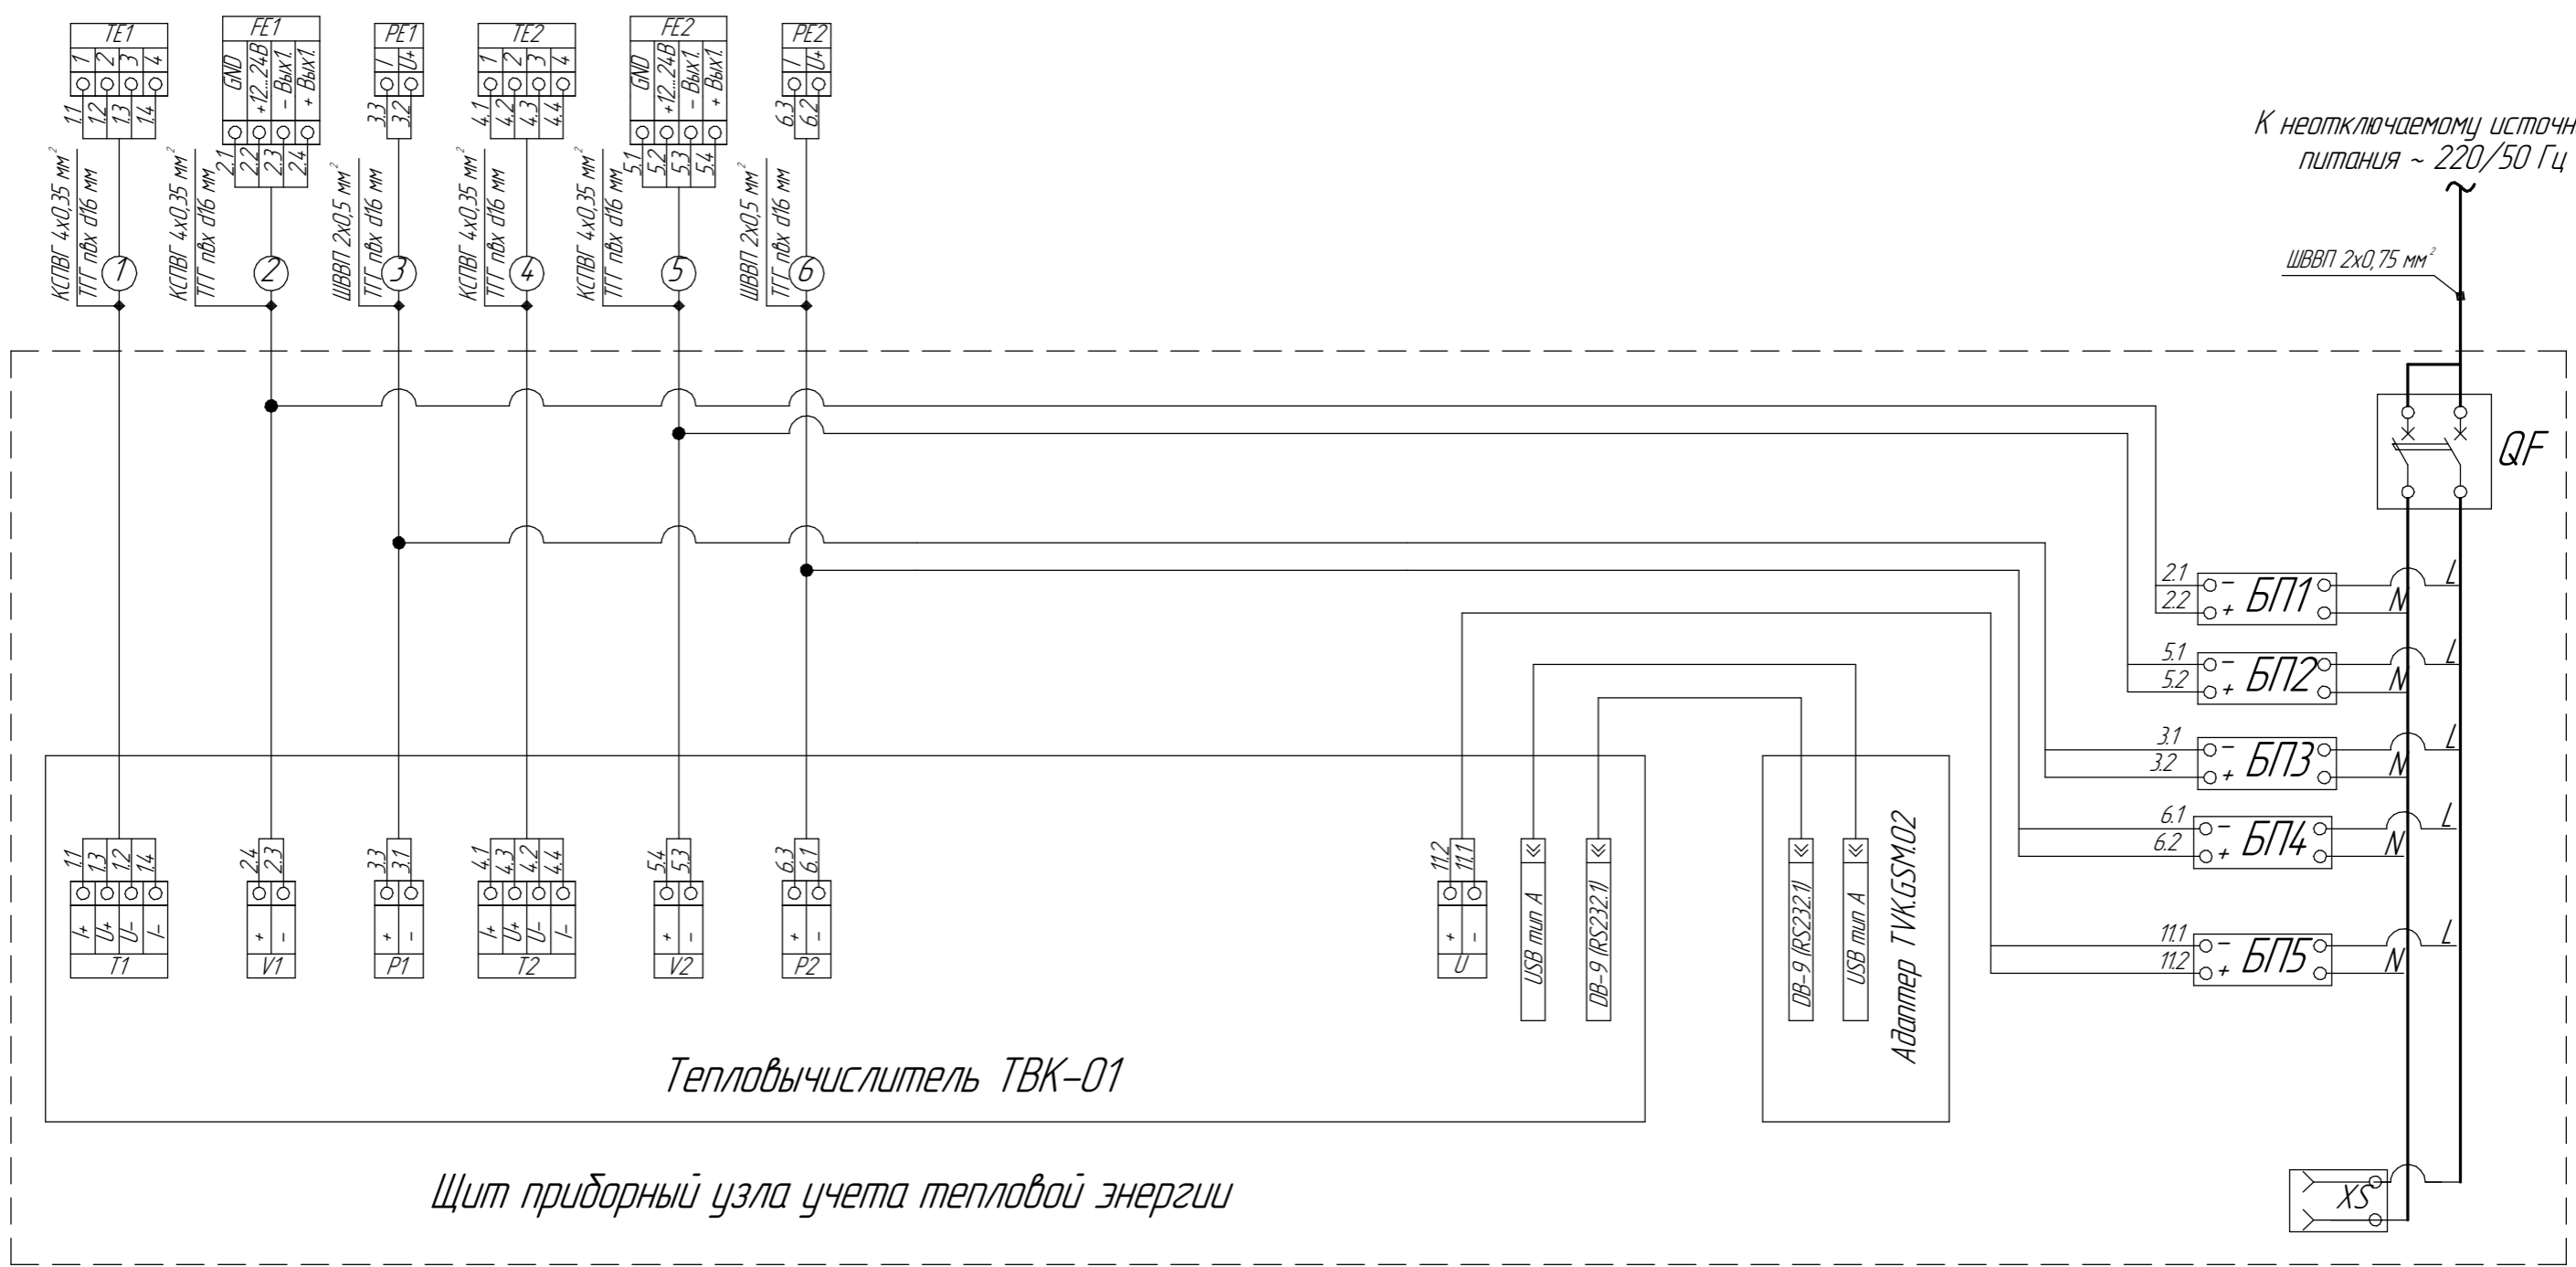 TE1
1 2 3 4
1.1 1.2 1.3 1.4
КСПВГ 4х0,35 мм²
ТГГ пвх d16 мм
1
FE1
GND
+12...24В
- Вых1.
+ Вых1.
2.1 2.2 2.3 2.4
КСПВГ 4х0,35 мм²
ТГГ пвх d16 мм
2
PE1
I U+
3.3 3.2
ШВВП 2х0,5 мм²
ТГГ пвх d16 мм
3
TE2
1 2 3 4
4.1 4.2 4.3 4.4
КСПВГ 4х0,35 мм²
ТГГ пвх d16 мм
4
FE2
GND
+12...24В
- Вых1.
+ Вых1.
5.1 5.2 5.3 5.4
КСПВГ 4х0,35 мм²
ТГГ пвх d16 мм
5
PE2
I U+
6.3 6.2
ШВВП 2х0,5 мм²
ТГГ пвх d16 мм
6
К неотключаемому источн
питания ~ 220/50 Гц
ШВВП 2х0,75 мм²
QF
2.1 - БП1 L
2.2 + N
5.1 - БП2 L
5.2 + N
3.1 - БП3 L
3.2 + N
6.1 - БП4 L
6.2 + N
11.1 - БП5 L
11.2 + N
XS
1.1 1.3 1.2 1.4
I+ U+ U- I-
T1
2.4 2.3
+ -
V1
3.3 3.1
+ -
P1
4.1 4.3 4.2 4.4
I+ U+ U- I-
T2
5.4 5.3
+ -
V2
6.3 6.1
+ -
P2
11.2 11.1
+ -
U
USB тип А
DB-9 (RS232.1)
DB-9 (RS232.1)
USB тип А
Адаптер TVK.GSM.02
Тепловычислитель ТВК-01
Щит приборный узла учета тепловой энергии